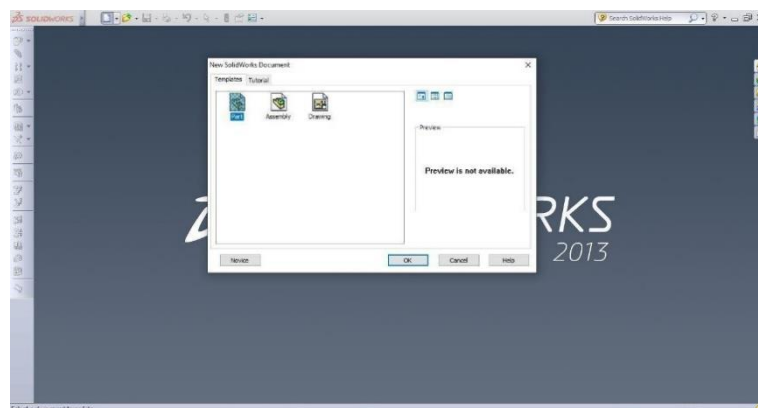 SOLIDWORKS
Search SolidWorks Help
New SolidWorks Document
Templates Tutorial
Part Assembly Drawing
Preview
Preview is not available.
RKS
2013
Novice OK Cancel Help